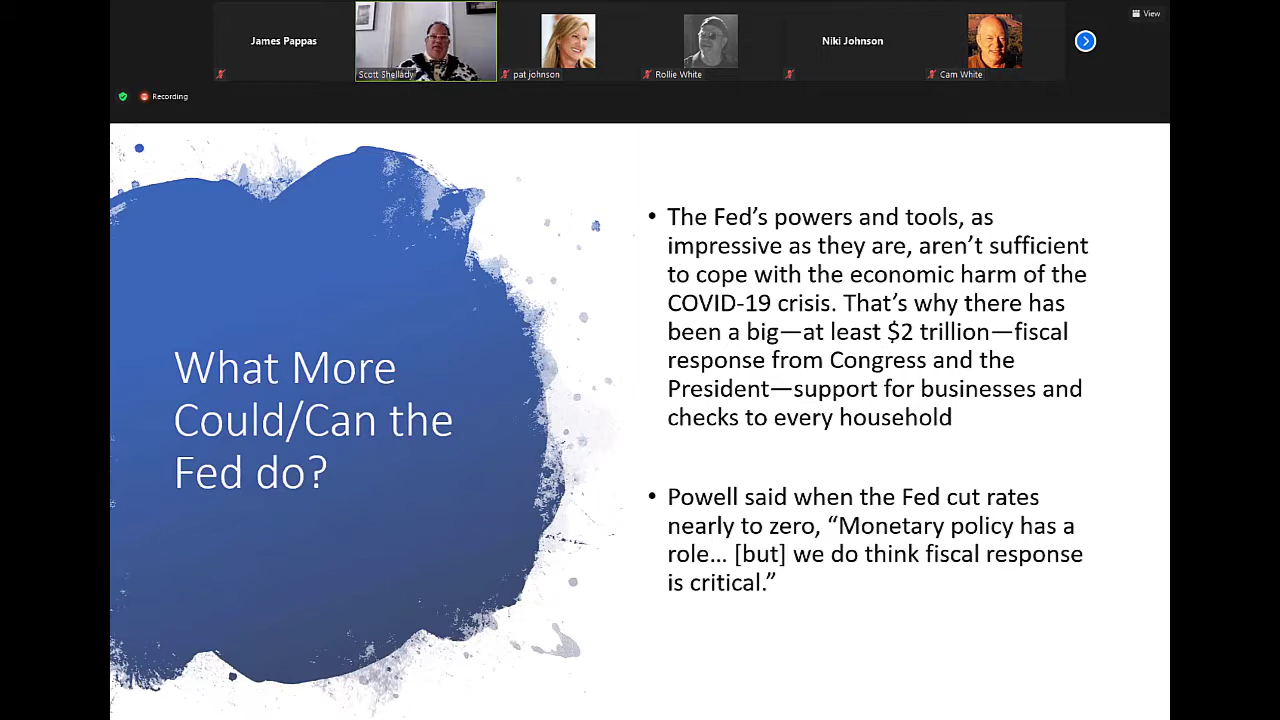 View
James Pappas
Scott Shellady
pat johnson
Rollie White
Niki Johnson
Cam White
Recording
What More
Could/Can the
Fed do?
• The Fed’s powers and tools, as
impressive as they are, aren’t sufficient
to cope with the economic harm of the
COVID-19 crisis. That’s why there has
been a big—at least $2 trillion—fiscal
response from Congress and the
President—support for businesses and
checks to every household
• Powell said when the Fed cut rates
nearly to zero, “Monetary policy has a
role… [but] we do think fiscal response
is critical.”